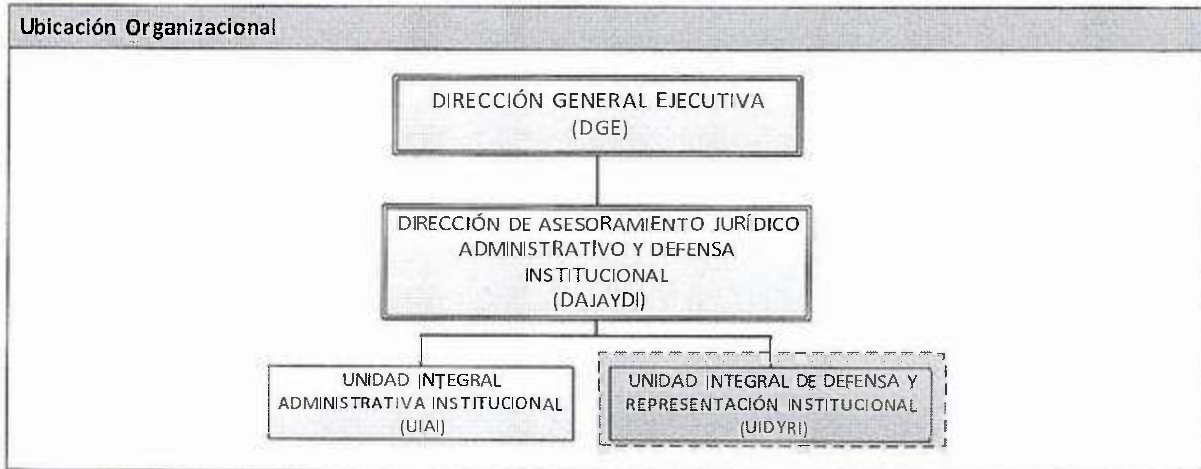 Ubicación Organizacional
DIRECCIÓN GENERAL EJECUTIVA
(DGE)
DIRECCIÓN DE ASESORAMIENTO JURÍDICO
ADMINISTRATIVO Y DEFENSA
INSTITUCIONAL
(DAJAYDI)
UNIDAD INTEGRAL
ADMINISTRATIVA INSTITUCIONAL
(UIAI)
UNIDAD INTEGRAL DE DEFENSA Y
REPRESENTACIÓN INSTITUCIONAL
(UIDYRI)